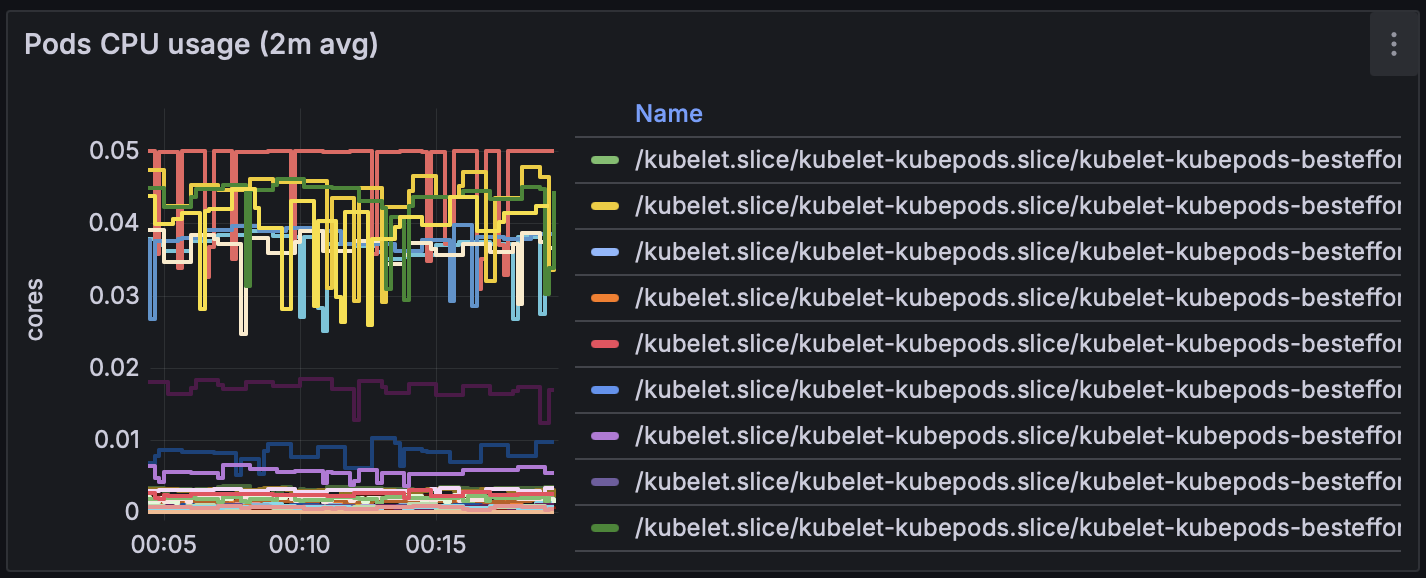 Pods CPU usage (2m avg)
Name
/kubelet.slice/kubelet-kubepods.slice/kubelet-kubepods-besteffor
/kubelet.slice/kubelet-kubepods.slice/kubelet-kubepods-besteffor
/kubelet.slice/kubelet-kubepods.slice/kubelet-kubepods-besteffor
/kubelet.slice/kubelet-kubepods.slice/kubelet-kubepods-besteffor
/kubelet.slice/kubelet-kubepods.slice/kubelet-kubepods-besteffor
/kubelet.slice/kubelet-kubepods.slice/kubelet-kubepods-besteffor
/kubelet.slice/kubelet-kubepods.slice/kubelet-kubepods-besteffor
/kubelet.slice/kubelet-kubepods.slice/kubelet-kubepods-besteffor
/kubelet.slice/kubelet-kubepods.slice/kubelet-kubepods-besteffor
cores
0.05
0.04
0.03
0.02
0.01
0
00:05 00:10 00:15